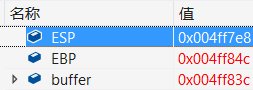 名称 值
ESP 0x004ff7e8
EBP 0x004ff84c
buffer 0x004ff83c